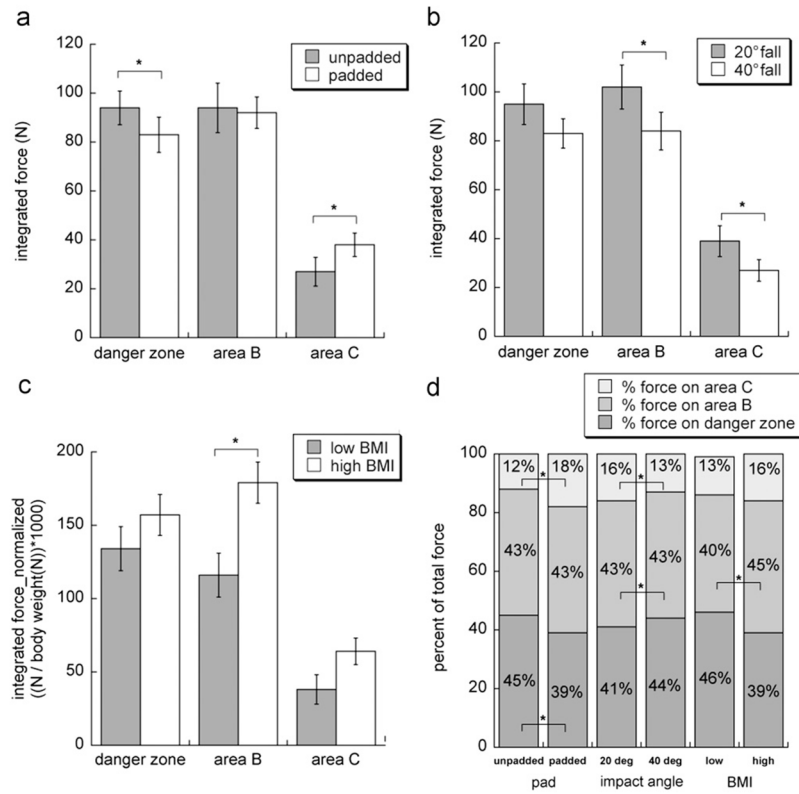 a
120
100
80
60
40
20
0
integrated force (N)
unpadded
padded
*
*
danger zone area B area C
b
120
100
80
60
40
20
0
integrated force (N)
20° fall
40° fall
*
*
danger zone area B area C
c
200
150
100
50
0
integrated force_normalized
((N / body weight(N))*1000)
low BMI
high BMI
*
danger zone area B area C
d
% force on area C
% force on area B
% force on danger zone
100
80
60
40
20
0
percent of total force
12% 18% 16% 13% 13% 16%
* *
43% 43% 43% 43% 40% 45%
* *
45% 39% 41% 44% 46% 39%
*
unpadded padded 20 deg 40 deg low high
pad impact angle BMI